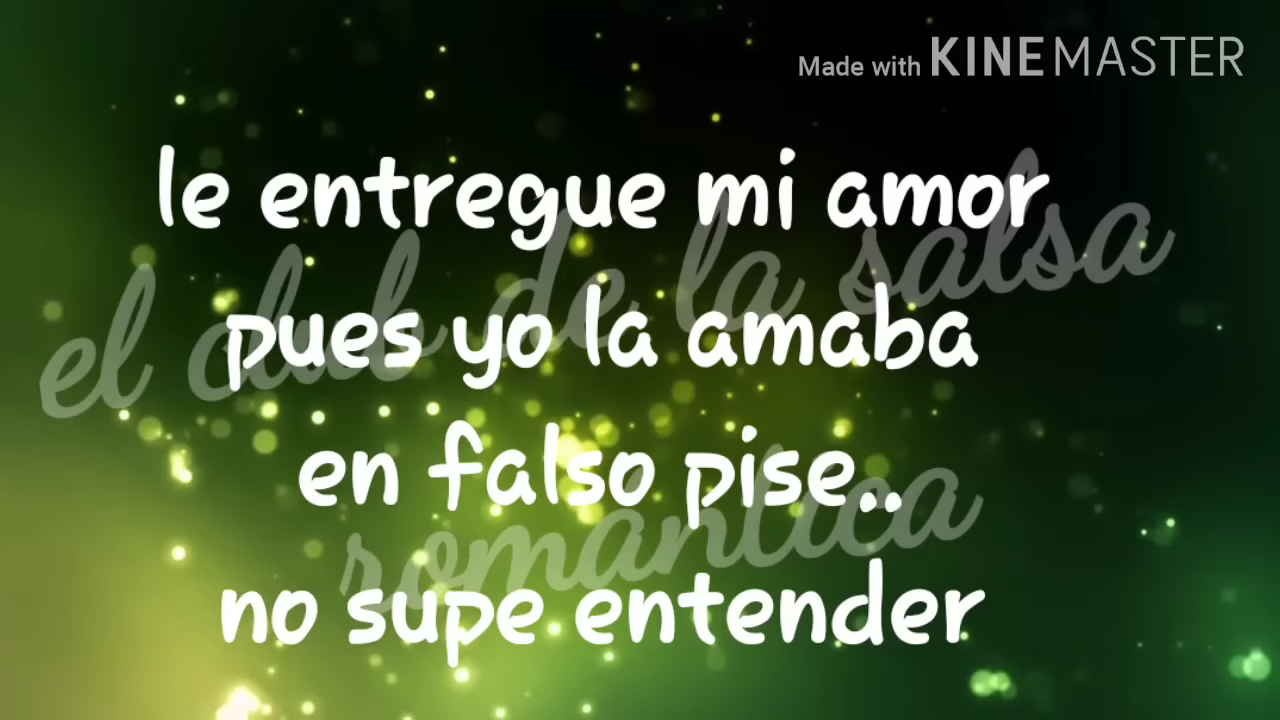 Made with KINEMASTER
le entregue mi amor
el club de la salsa
pues yo la amaba
en falso pise..
romantica
no supe entender